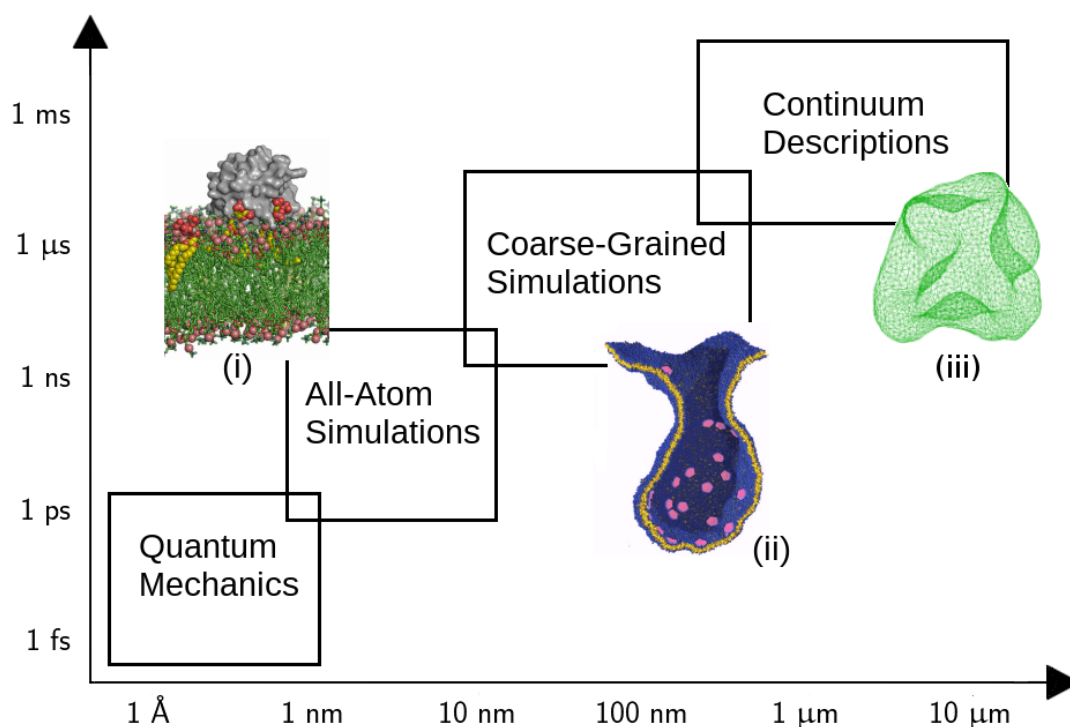 1 ms
1 μs
1 ns
1 ps
1 fs
Continuum
Descriptions
Coarse-Grained
Simulations
All-Atom
Simulations
Quantum
Mechanics
(i)
(ii)
(iii)
1 Å
1 nm
10 nm
100 nm
1 μm
10 μm